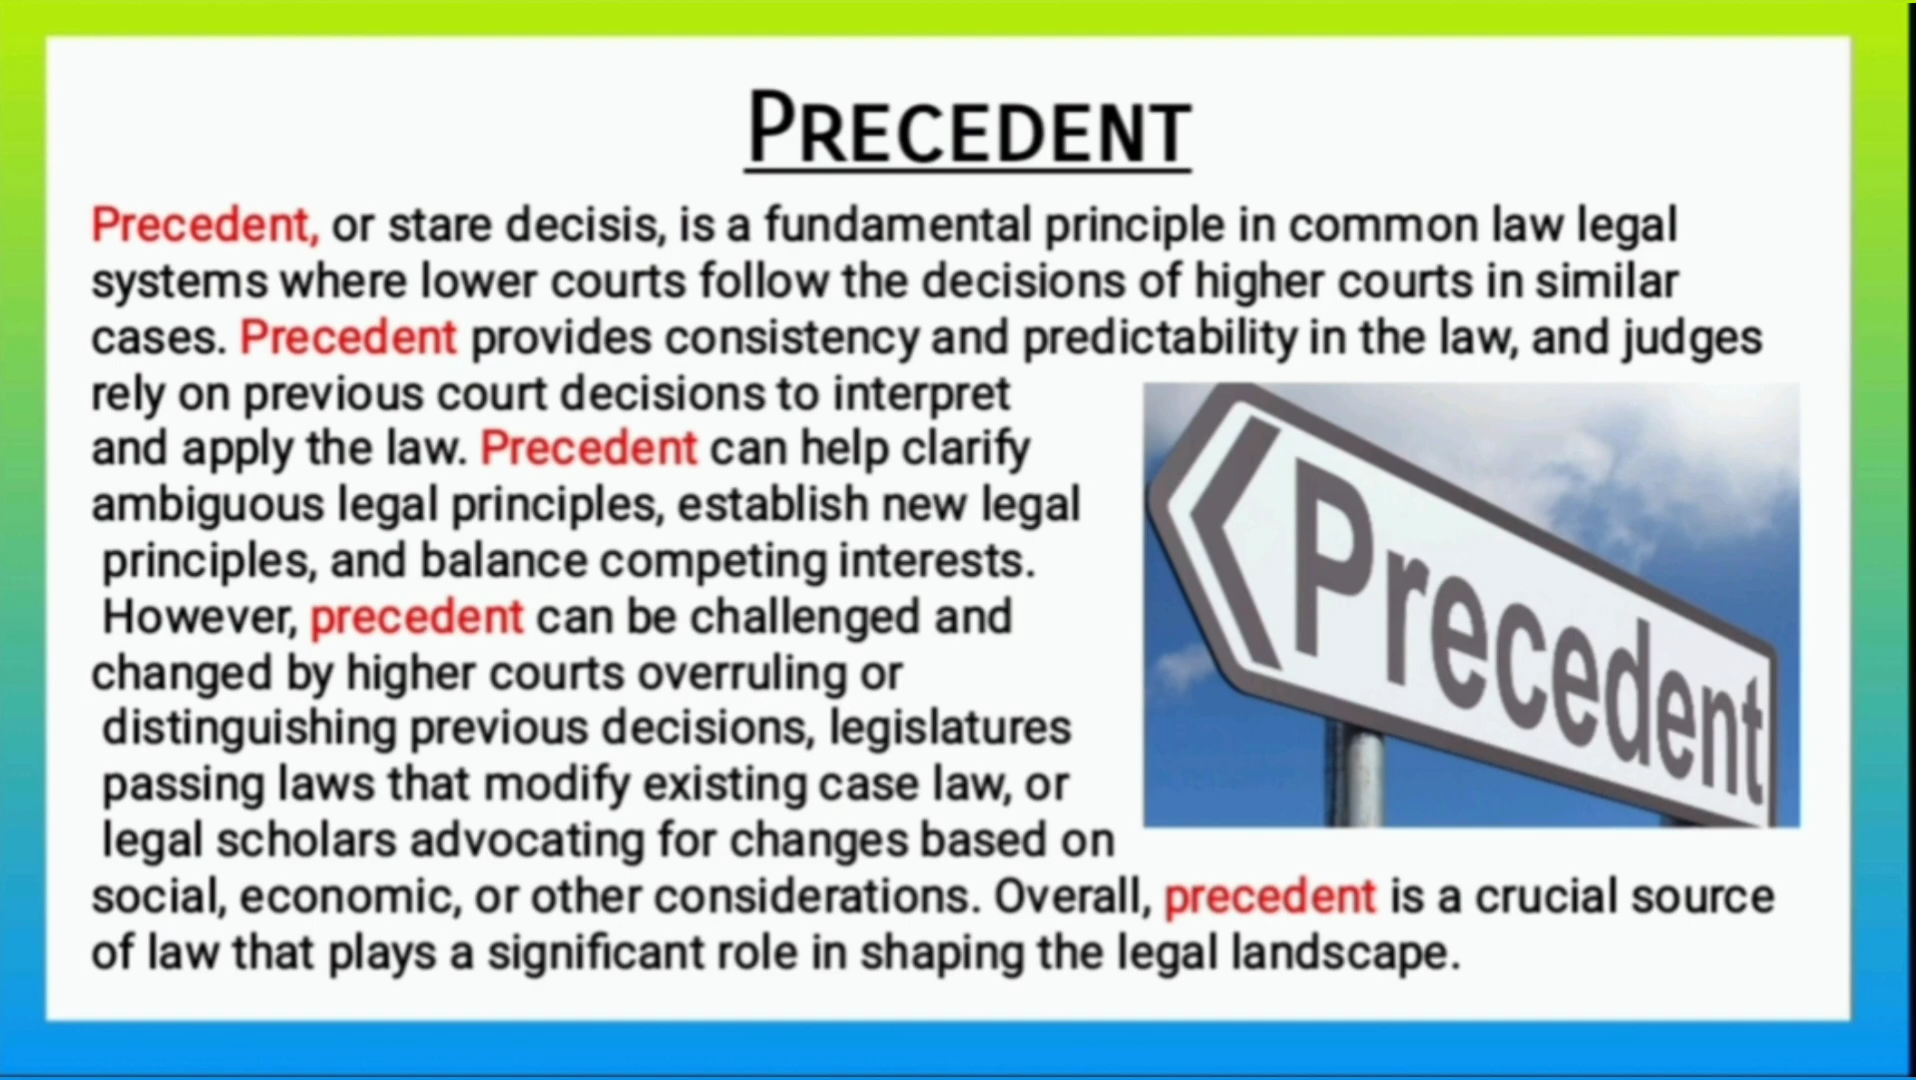 PRECEDENT
Precedent, or stare decisis, is a fundamental principle in common law legal
systems where lower courts follow the decisions of higher courts in similar
cases. Precedent provides consistency and predictability in the law, and judges
rely on previous court decisions to interpret
and apply the law. Precedent can help clarify
ambiguous legal principles, establish new legal
principles, and balance competing interests.
However, precedent can be challenged and
changed by higher courts overruling or
distinguishing previous decisions, legislatures
passing laws that modify existing case law, or
legal scholars advocating for changes based on
social, economic, or other considerations. Overall, precedent is a crucial source
of law that plays a significant role in shaping the legal landscape.
Precedent